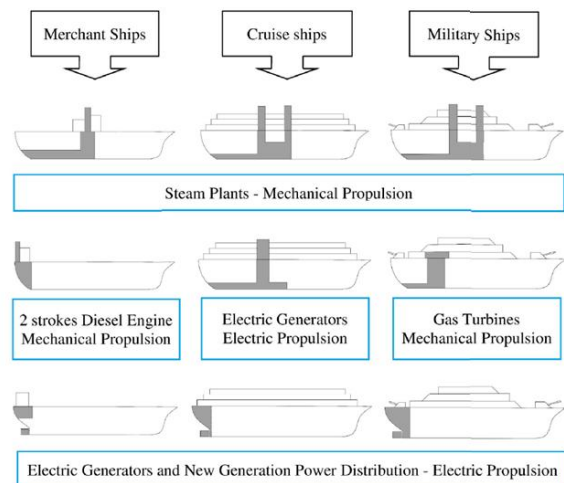 Merchant Ships
Cruise ships
Military Ships
Steam Plants - Mechanical Propulsion
2 strokes Diesel Engine
Mechanical Propulsion
Electric Generators
Electric Propulsion
Gas Turbines
Mechanical Propulsion
Electric Generators and New Generation Power Distribution - Electric Propulsion